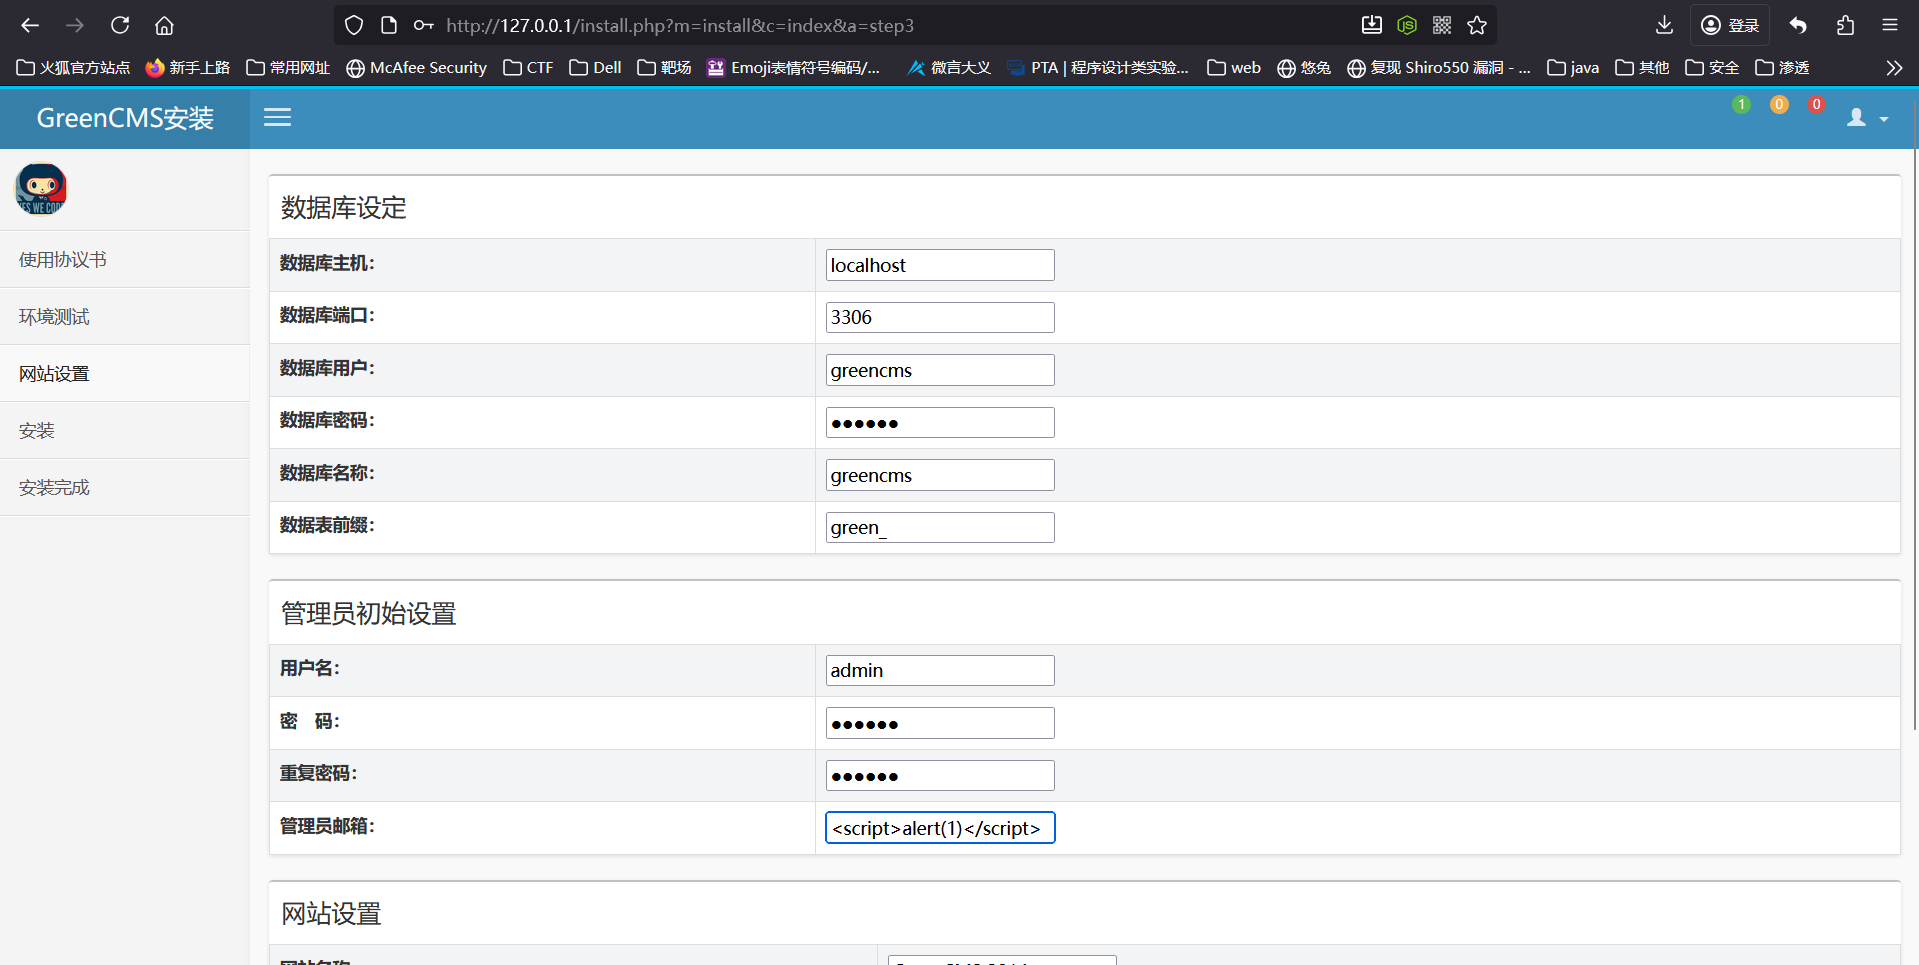 http://127.0.0.1/install.php?m=install&c=index&a=step3
登录
火狐官方站点 新手上路 常用网址 McAfee Security CTF Dell 靶场 Emoji表情符号编码/... 微言大义 PTA | 程序设计类实验... web 悠兔 复现 Shiro550 漏洞 - ... java 其他 安全 渗透
GreenCMS安装
1 0 0
YES WE CODE
使用协议书
环境测试
网站设置
安装
安装完成
数据库设定
数据库主机： localhost
数据库端口： 3306
数据库用户： greencms
数据库密码： ●●●●●●
数据库名称： greencms
数据表前缀： green_
管理员初始设置
用户名： admin
密　码： ●●●●●●
重复密码： ●●●●●●
管理员邮箱： <script>alert(1)</script>
网站设置